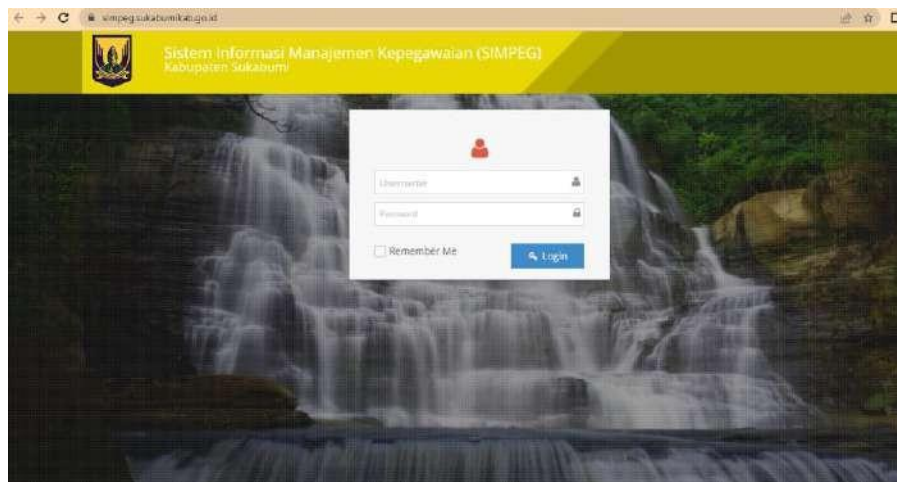 simpeg.sukabumikab.go.id
Sistem Informasi Manajemen Kepegawaian (SIMPEG)
Kabupaten Sukabumi
Username
Password
Remember Me
Login